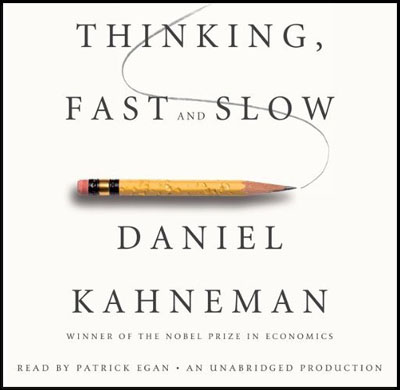 THINKING,
FAST AND SLOW
DANIEL
KAHNEMAN
WINNER OF THE NOBEL PRIZE IN ECONOMICS
READ BY PATRICK EGAN • AN UNABRIDGED PRODUCTION